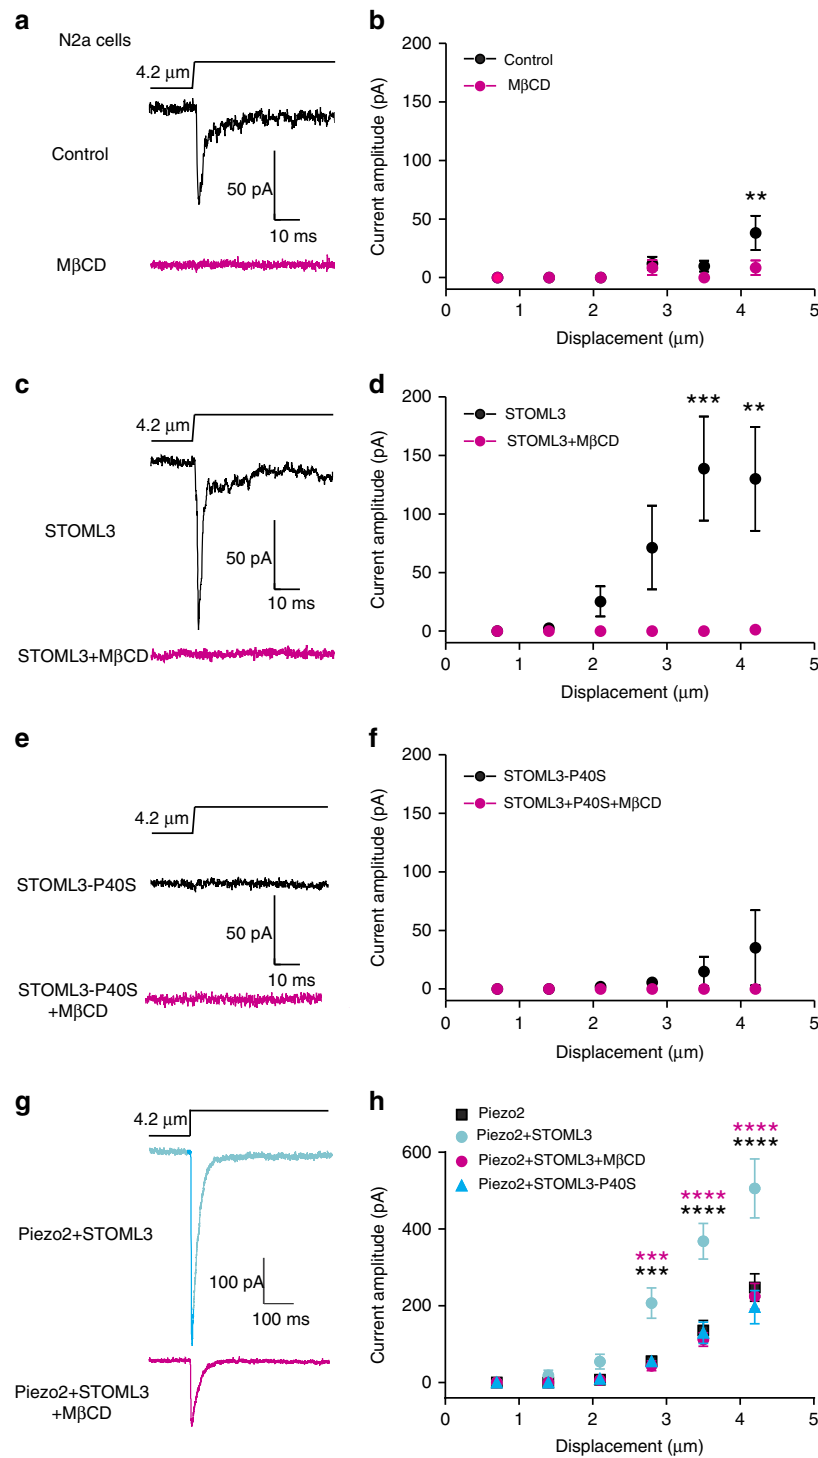 a
N2a cells
4.2 μm
Control
50 pA
10 ms
MβCD
b
200
150
100
50
0
Current amplitude (pA)
Control
MβCD
**
0 1 2 3 4 5
Displacement (μm)
c
4.2 μm
STOML3
50 pA
10 ms
STOML3+MβCD
d
200
150
100
50
0
Current amplitude (pA)
STOML3
STOML3+MβCD
*** **
0 1 2 3 4 5
Displacement (μm)
e
4.2 μm
STOML3-P40S
50 pA
10 ms
STOML3-P40S
+MβCD
f
200
150
100
50
0
Current amplitude (pA)
STOML3-P40S
STOML3+P40S+MβCD
0 1 2 3 4 5
Displacement (μm)
g
4.2 μm
Piezo2+STOML3
100 pA
100 ms
Piezo2+STOML3
+MβCD
h
Piezo2
Piezo2+STOML3
Piezo2+STOML3+MβCD
Piezo2+STOML3-P40S
600
400
200
0
Current amplitude (pA)
****
****
****
****
***
***
0 1 2 3 4 5
Displacement (μm)